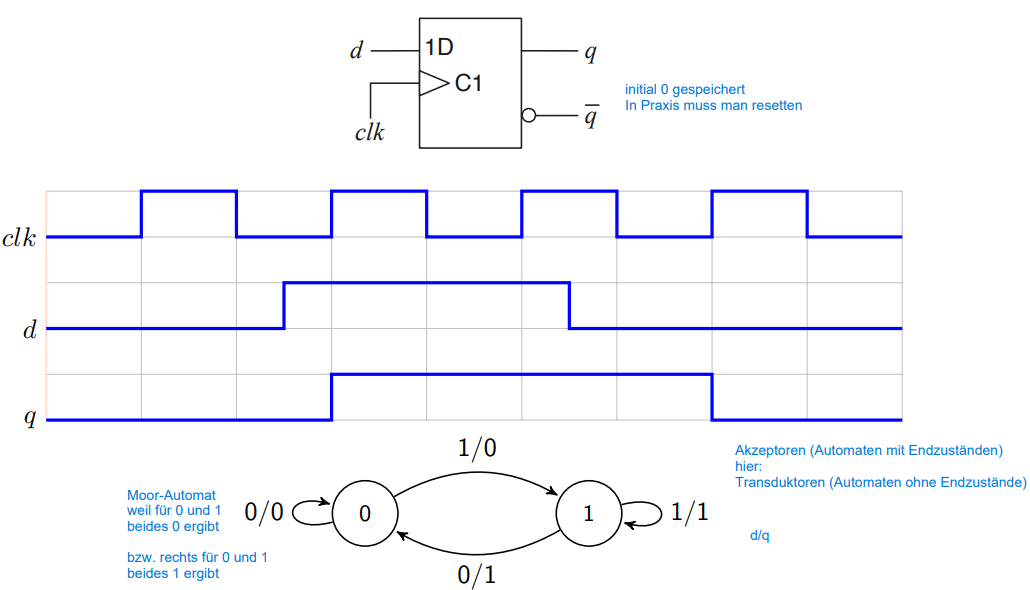 d
1D
q
C1
clk
q̅
initial 0 gespeichert
In Praxis muss man resetten
clk
d
q
1/0
0/0
0
1
1/1
0/1
Moor-Automat
weil für 0 und 1
beides 0 ergibt
bzw. rechts für 0 und 1
beides 1 ergibt
Akzeptoren (Automaten mit Endzuständen)
hier:
Transduktoren (Automaten ohne Endzustände)
d/q